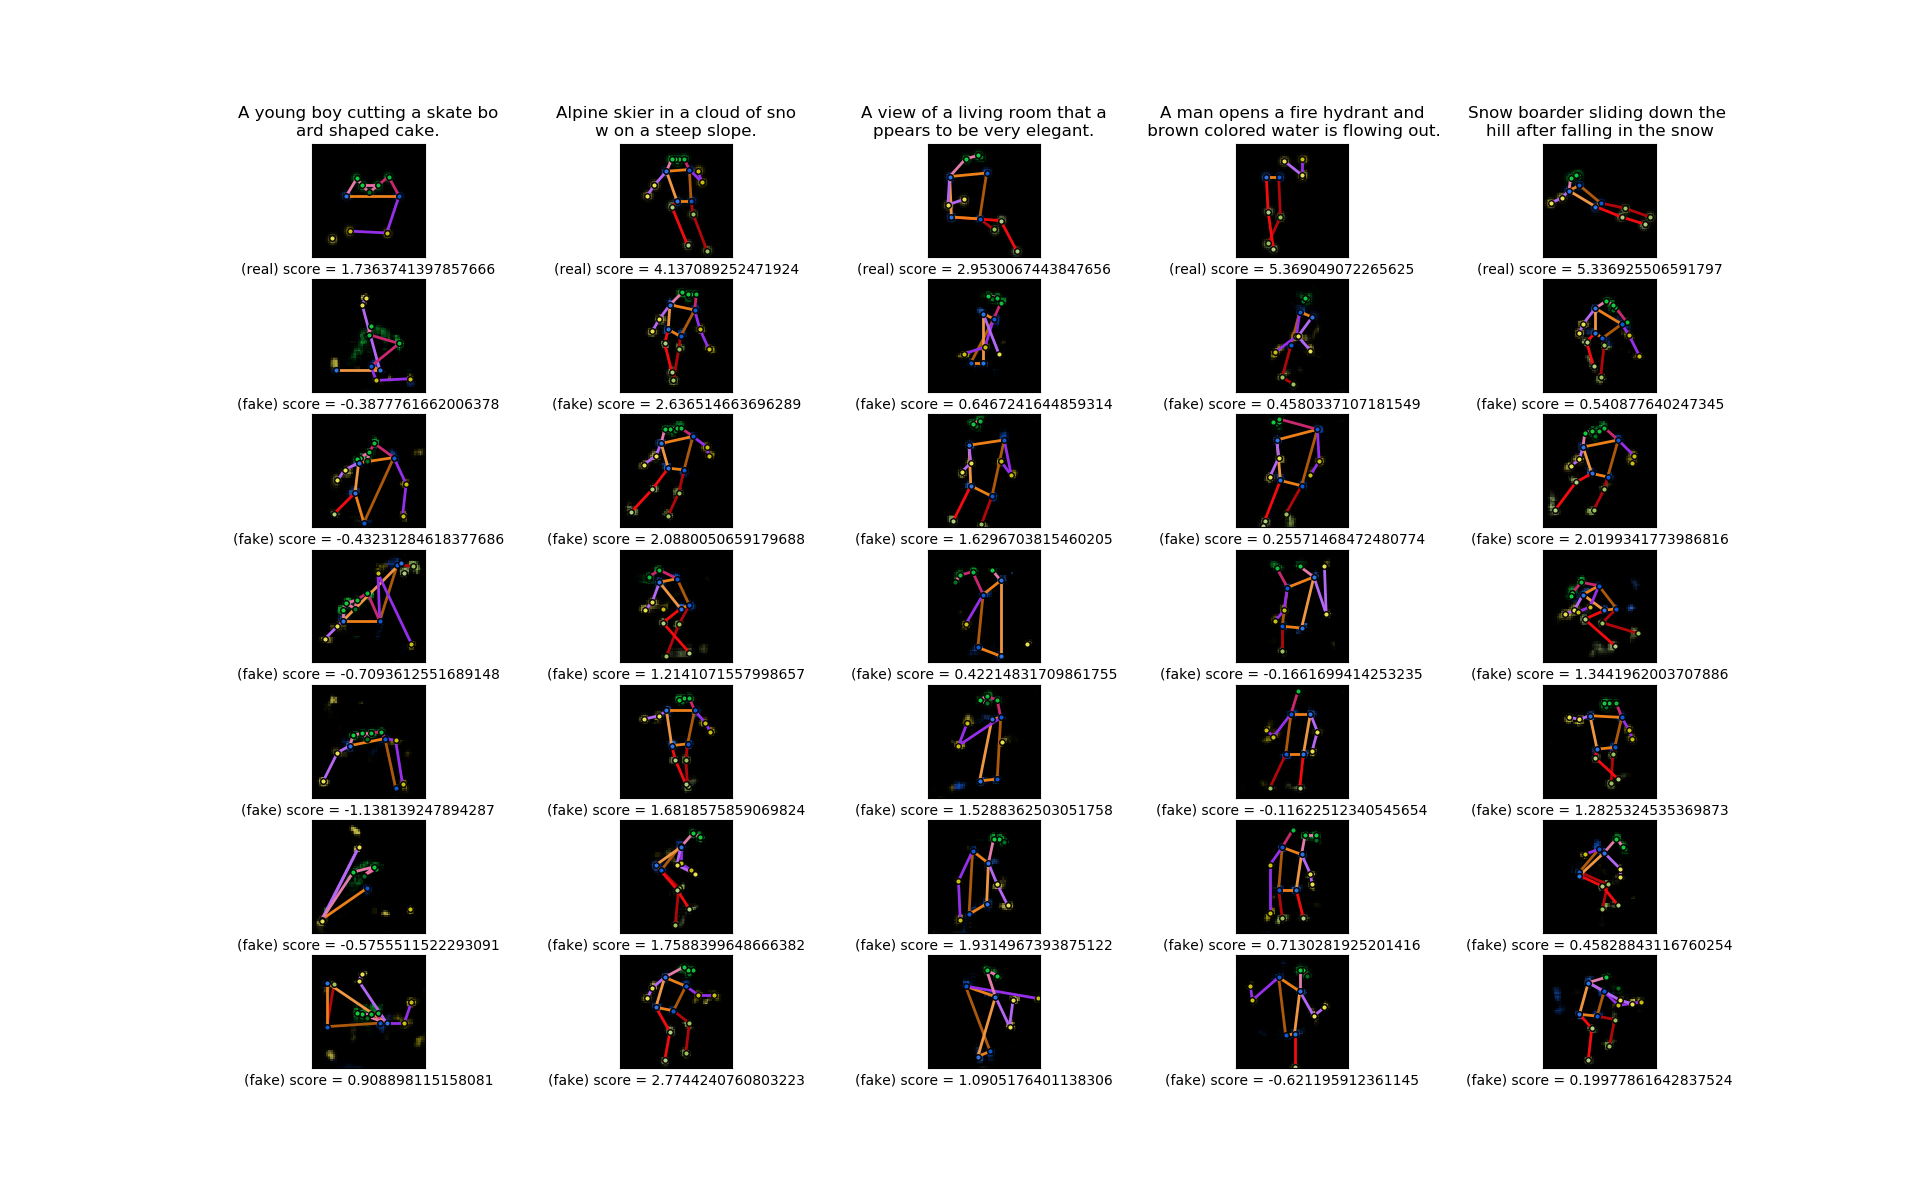 A young boy cutting a skate bo
ard shaped cake.
Alpine skier in a cloud of sno
w on a steep slope.
A view of a living room that a
ppears to be very elegant.
A man opens a fire hydrant and
brown colored water is flowing out.
Snow boarder sliding down the
hill after falling in the snow
(real) score = 1.7363741397857666
(real) score = 4.137089252471924
(real) score = 2.9530067443847656
(real) score = 5.369049072265625
(real) score = 5.336925506591797
(fake) score = -0.3877761662006378
(fake) score = 2.636514663696289
(fake) score = 0.6467241644859314
(fake) score = 0.4580337107181549
(fake) score = 0.540877640247345
(fake) score = -0.43231284618377686
(fake) score = 2.0880050659179688
(fake) score = 1.6296703815460205
(fake) score = 0.25571468472480774
(fake) score = 2.0199341773986816
(fake) score = -0.7093612551689148
(fake) score = 1.2141071557998657
(fake) score = 0.42214831709861755
(fake) score = -0.1661699414253235
(fake) score = 1.3441962003707886
(fake) score = -1.138139247894287
(fake) score = 1.6818575859069824
(fake) score = 1.5288362503051758
(fake) score = -0.11622512340545654
(fake) score = 1.2825324535369873
(fake) score = -0.5755511522293091
(fake) score = 1.7588399648666382
(fake) score = 1.9314967393875122
(fake) score = 0.7130281925201416
(fake) score = 0.45828843116760254
(fake) score = 0.908898115158081
(fake) score = 2.7744240760803223
(fake) score = 1.0905176401138306
(fake) score = -0.621195912361145
(fake) score = 0.19977861642837524